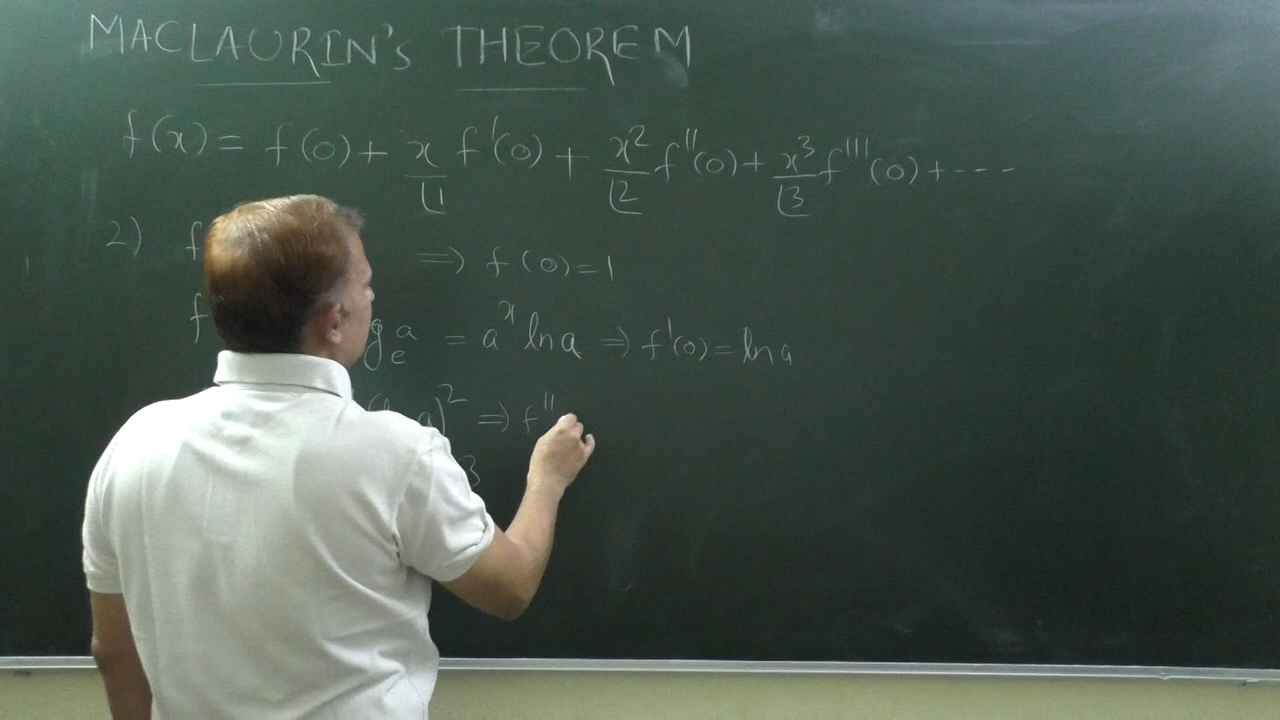 MACLAURIN's THEOREM
f(x) = f(0) + x/⌊1 f'(0) + x²/⌊2 f''(0) + x³/⌊3 f'''(0) + ----
2) f ⇒ f(0) = 1
f = aˣ ln a ⇒ f'(0) = ln a
)² ⇒ f''
3